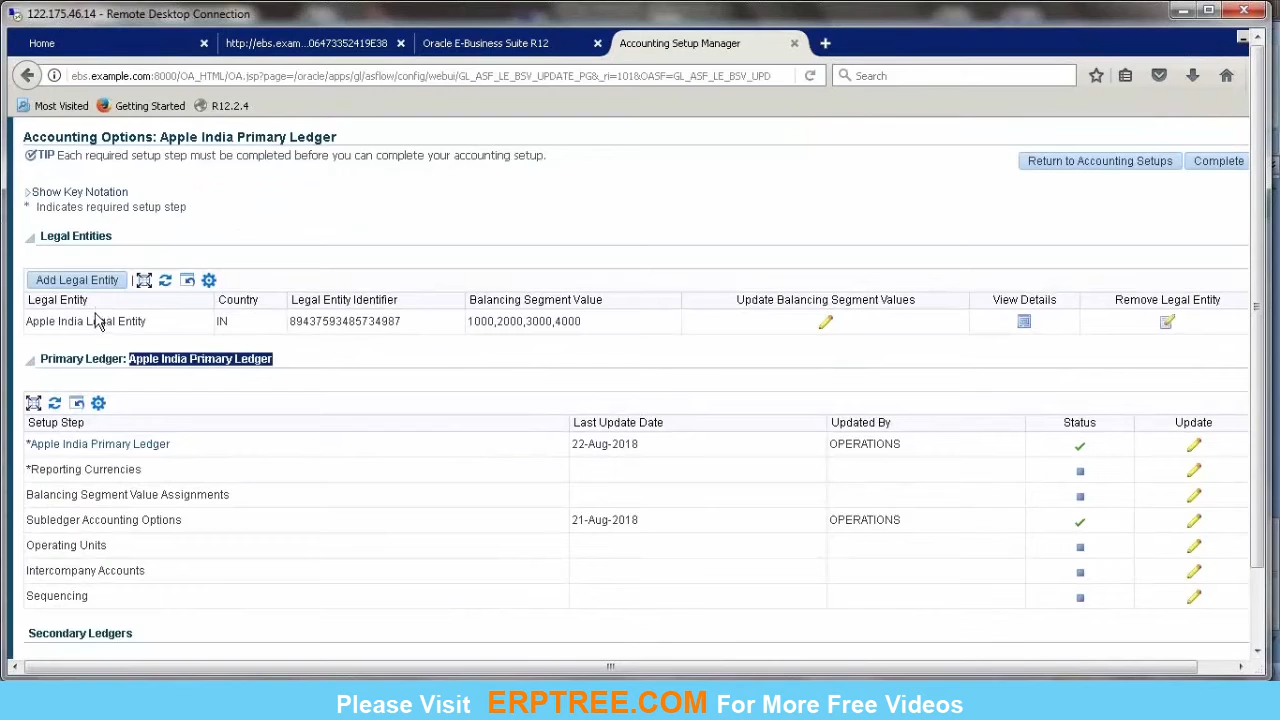 122.175.46.14 - Remote Desktop Connection
Home
http://ebs.exam...06473352419E38
Oracle E-Business Suite R12
Accounting Setup Manager
ebs.example.com:8000/OA_HTML/OA.jsp?page=/oracle/apps/gl/asflow/config/webui/GL_ASF_LE_BSV_UPDATE_PG&_ri=101&OASF=GL_ASF_LE_BSV_UPD
Search
Most Visited
Getting Started
R12.2.4
Accounting Options: Apple India Primary Ledger
TIP Each required setup step must be completed before you can complete your accounting setup.
Return to Accounting Setups
Complete
Show Key Notation
* Indicates required setup step
Legal Entities
Add Legal Entity
Legal Entity Country Legal Entity Identifier Balancing Segment Value Update Balancing Segment Values View Details Remove Legal Entity
Apple India Legal Entity IN 89437593485734987 1000,2000,3000,4000
Primary Ledger: Apple India Primary Ledger
Setup Step Last Update Date Updated By Status Update
*Apple India Primary Ledger 22-Aug-2018 OPERATIONS
*Reporting Currencies
Balancing Segment Value Assignments
Subledger Accounting Options 21-Aug-2018 OPERATIONS
Operating Units
Intercompany Accounts
Sequencing
Secondary Ledgers
Please Visit ERPTREE.COM For More Free Videos